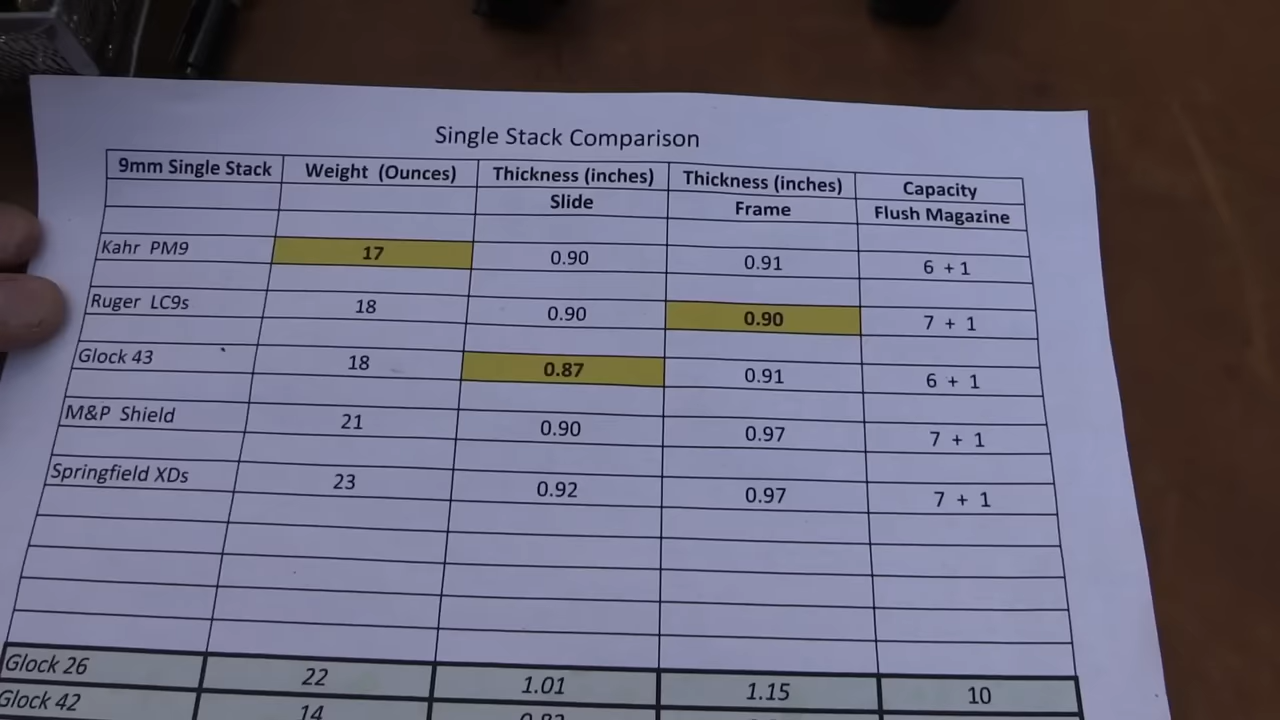 Single Stack Comparison
9mm Single Stack Weight (Ounces) Thickness (inches) Thickness (inches) Capacity
Slide Frame Flush Magazine
Kahr PM9 17 0.90 0.91 6 + 1
Ruger LC9s 18 0.90 0.90 7 + 1
Glock 43 18 0.87 0.91 6 + 1
M&P Shield 21 0.90 0.97 7 + 1
Springfield XDs 23 0.92 0.97 7 + 1
Glock 26 22 1.01 1.15 10
Glock 42 14